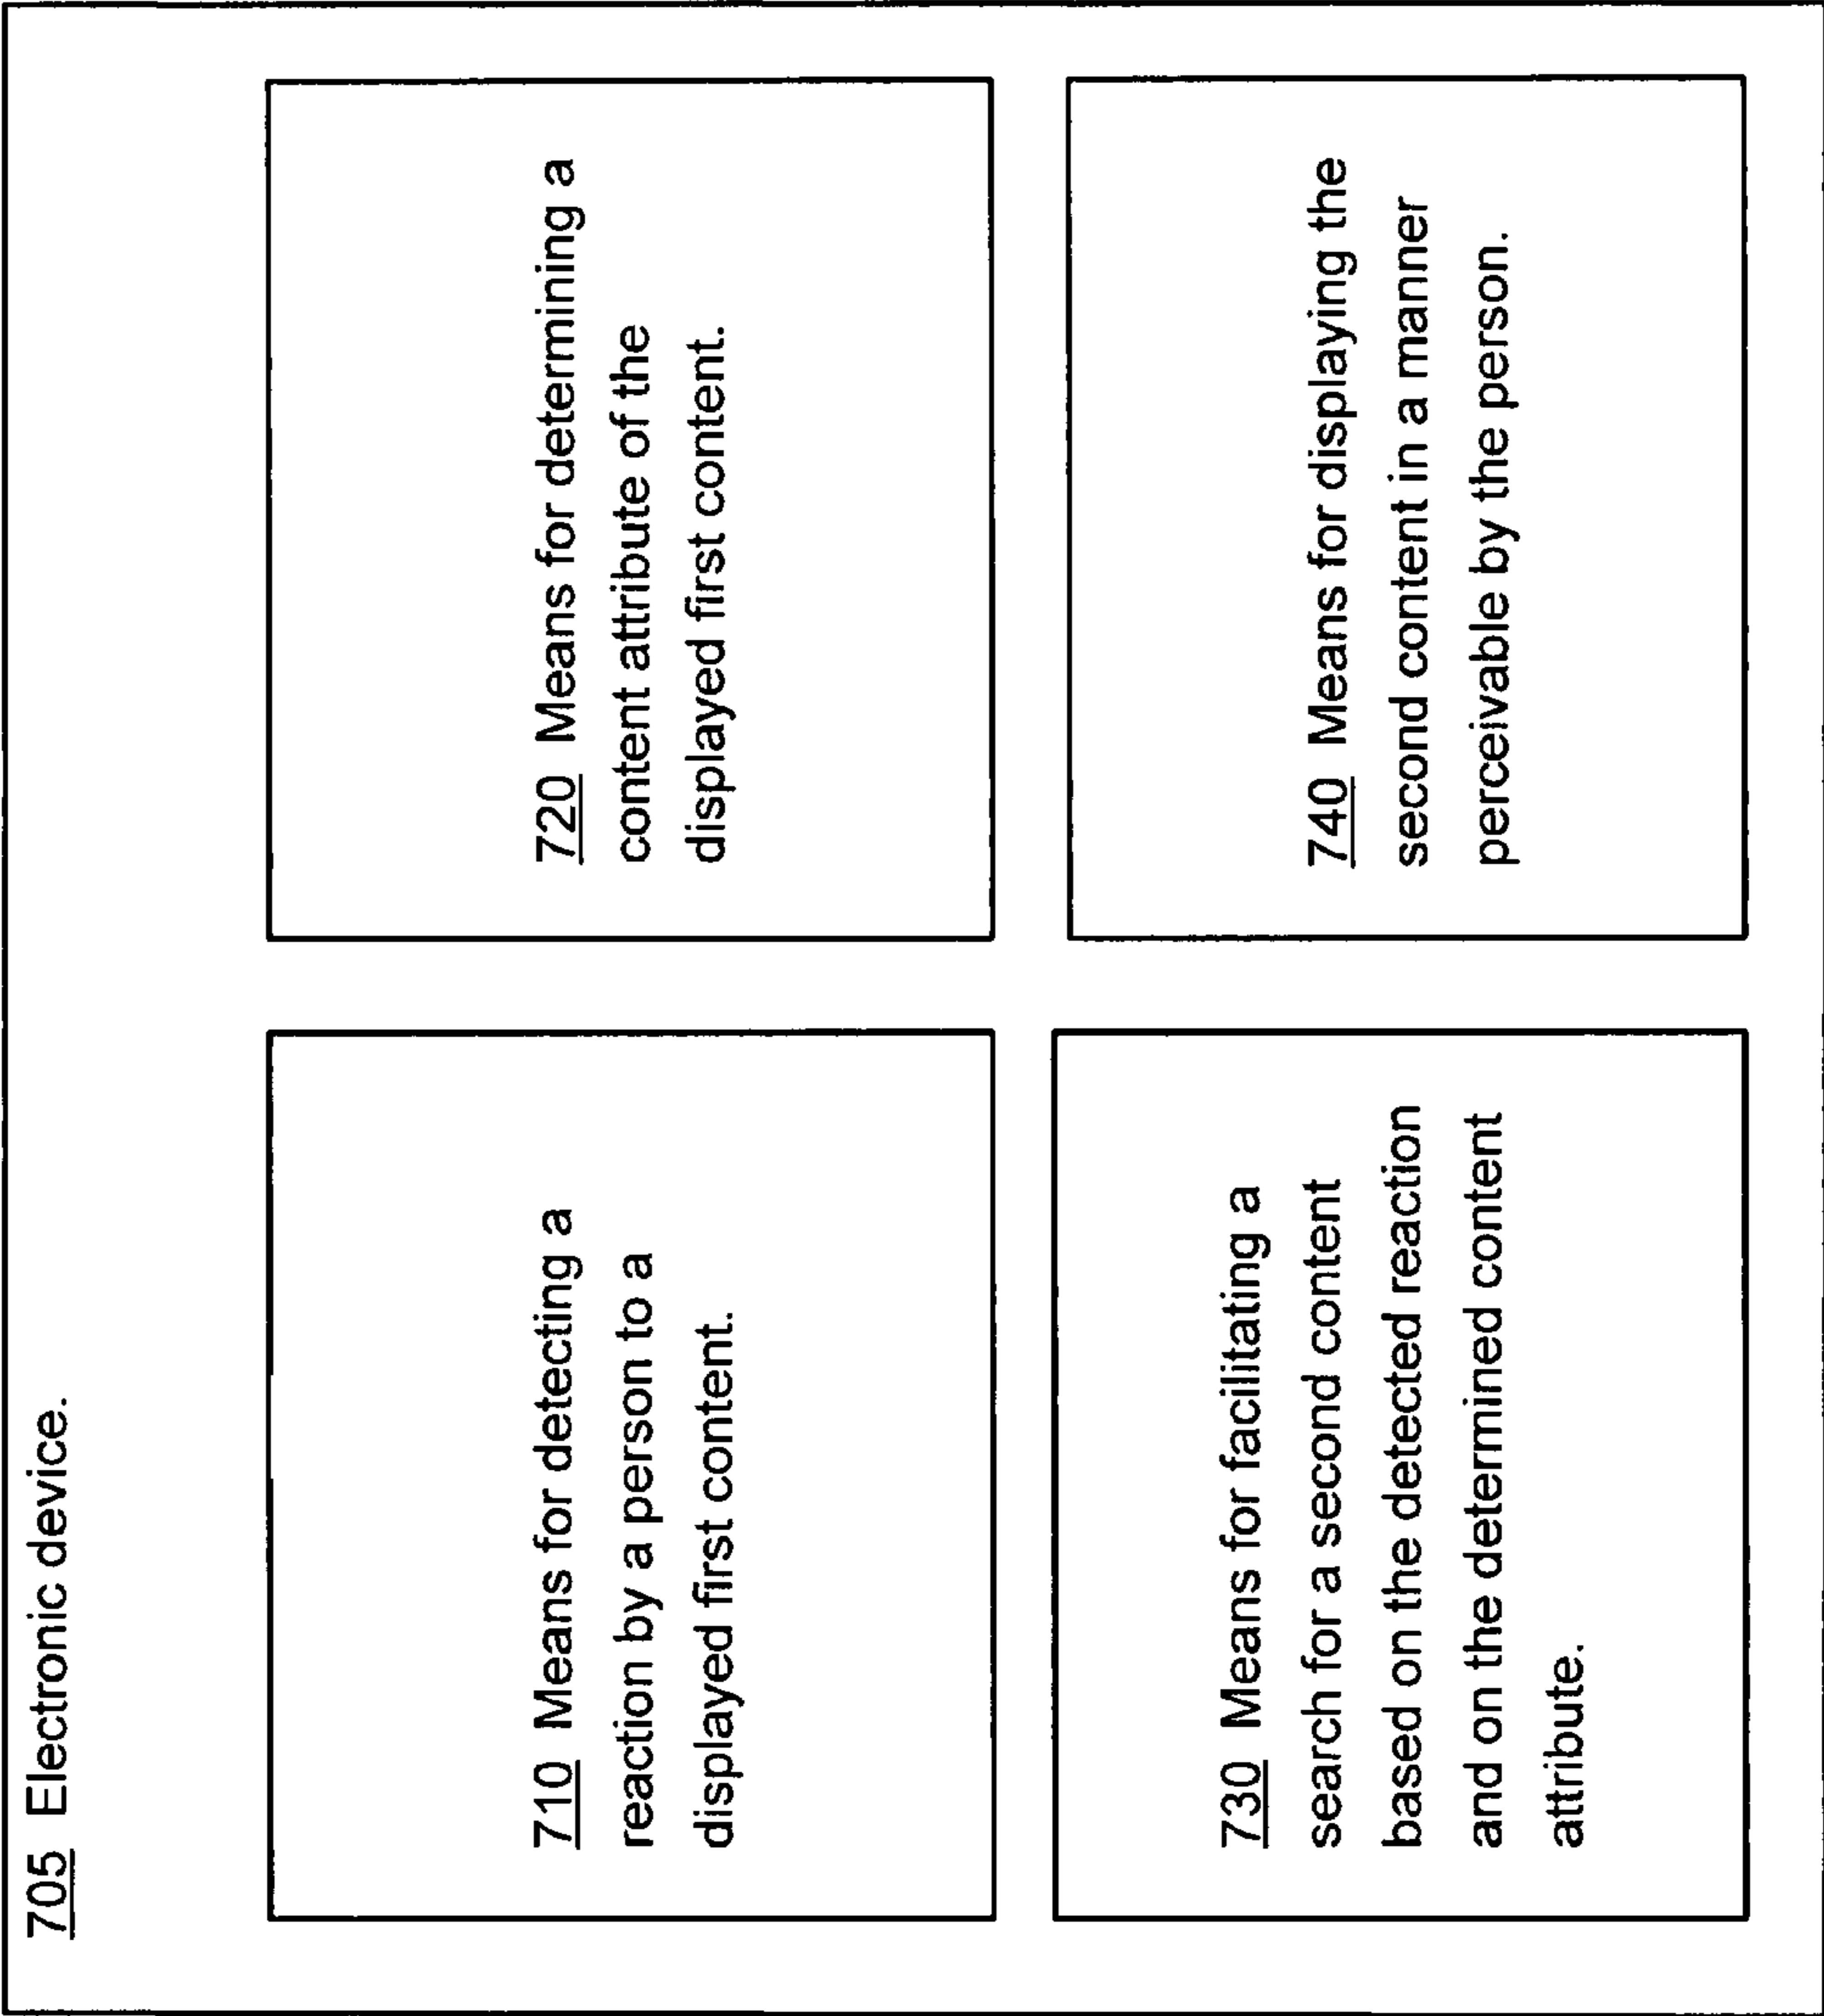 705 Electronic device.
710 Means for detecting a
reaction by a person to a
displayed first content.
720 Means for determining a
content attribute of the
displayed first content.
730 Means for facilitating a
search for a second content
based on the detected reaction
and on the determined content
attribute.
740 Means for displaying the
second content in a manner
perceivable by the person.